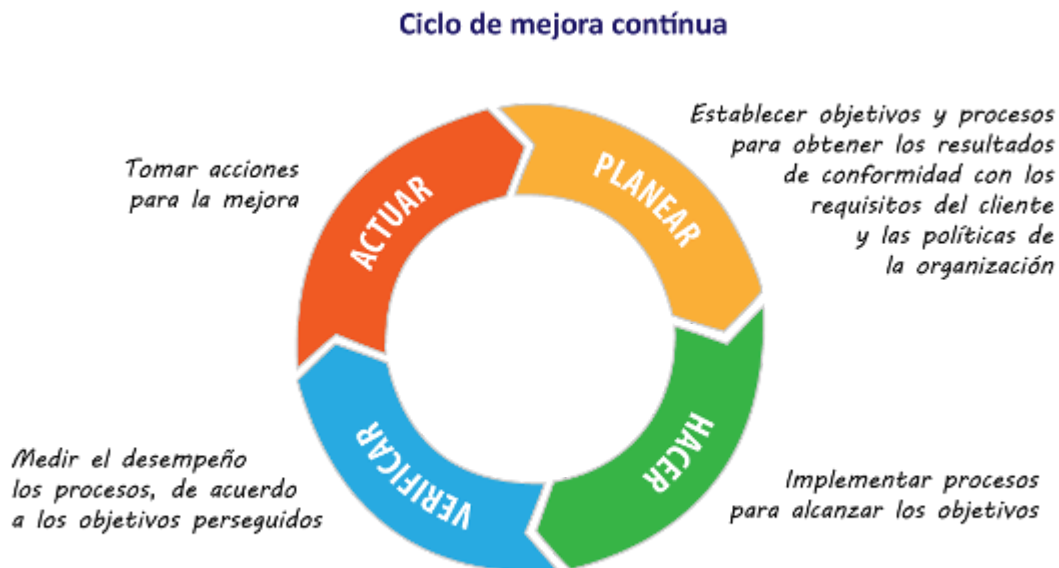 Ciclo de mejora contínua
PLANEAR
Establecer objetivos y procesos
para obtener los resultados
de conformidad con los
requisitos del cliente
y las políticas de
la organización
HACER
Implementar procesos
para alcanzar los objetivos
VERIFICAR
Medir el desempeño
los procesos, de acuerdo
a los objetivos perseguidos
ACTUAR
Tomar acciones
para la mejora